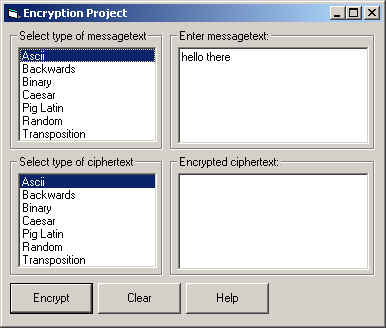 Encryption Project
Select type of messagetext
Ascii
Backwards
Binary
Caesar
Pig Latin
Random
Transposition
Enter messagetext:
hello there
Select type of ciphertext
Ascii
Backwards
Binary
Caesar
Pig Latin
Random
Transposition
Encrypted ciphertext:
Encrypt
Clear
Help